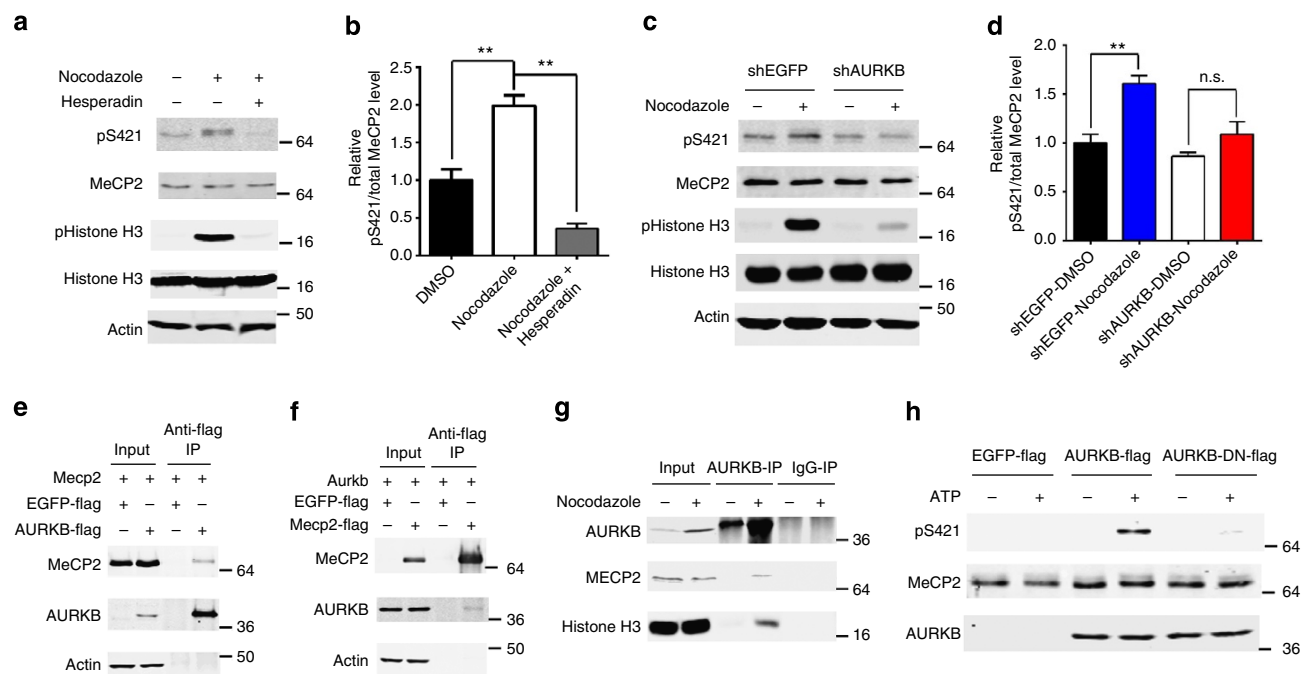 a
Nocodazole – + +
Hesperadin – – +
pS421
64
MeCP2
64
pHistone H3
16
Histone H3
16
50
Actin
b
Relative
pS421/total MeCP2 level
2.5
2.0
1.5
1.0
0.5
0.0
**
**
DMSO
Nocodazole
Nocodazole +
Hesperadin
c
shEGFP shAURKB
Nocodazole – + – +
pS421
64
MeCP2
64
pHistone H3
16
Histone H3
16
50
Actin
d
Relative
pS421/total MeCP2 level
2.0
1.5
1.0
0.5
0.0
**
n.s.
shEGFP-DMSO
shEGFP-Nocodazole
shAURKB-DMSO
shAURKB-Nocodazole
e
Anti-flag
Input IP
Mecp2 + + + +
EGFP-flag + – + –
AURKB-flag – + – +
MeCP2
64
AURKB
36
50
Actin
f
Anti-flag
Input IP
Aurkb + + + +
EGFP-flag + – + –
Mecp2-flag – + – +
MeCP2
64
AURKB
36
50
Actin
g
Input AURKB-IP IgG-IP
Nocodazole – + – + – +
AURKB
36
MECP2
64
Histone H3
16
h
EGFP-flag AURKB-flag AURKB-DN-flag
ATP – + – + – +
pS421
64
MeCP2
64
AURKB
36